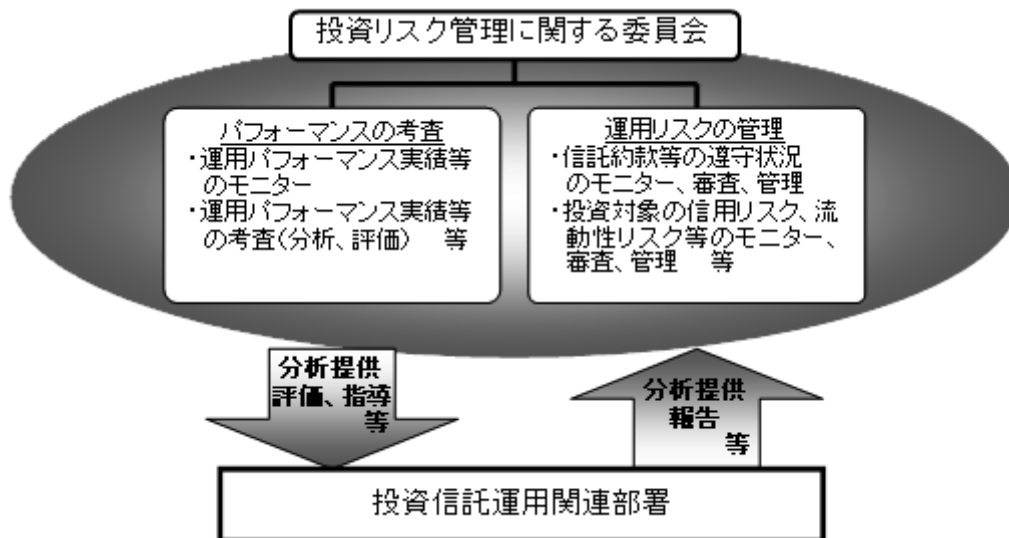 投資リスク管理に関する委員会
パフォーマンスの考査
・運用パフォーマンス実績等
のモニター
・運用パフォーマンス実績等
の考査(分析、評価) 等
運用リスクの管理
・信託約款等の遵守状況
のモニター、審査、管理
・投資対象の信用リスク、流
動性リスク等のモニター、
審査、管理 等
分析提供
評価、指導
等
分析提供
報告
等
投資信託運用関連部署